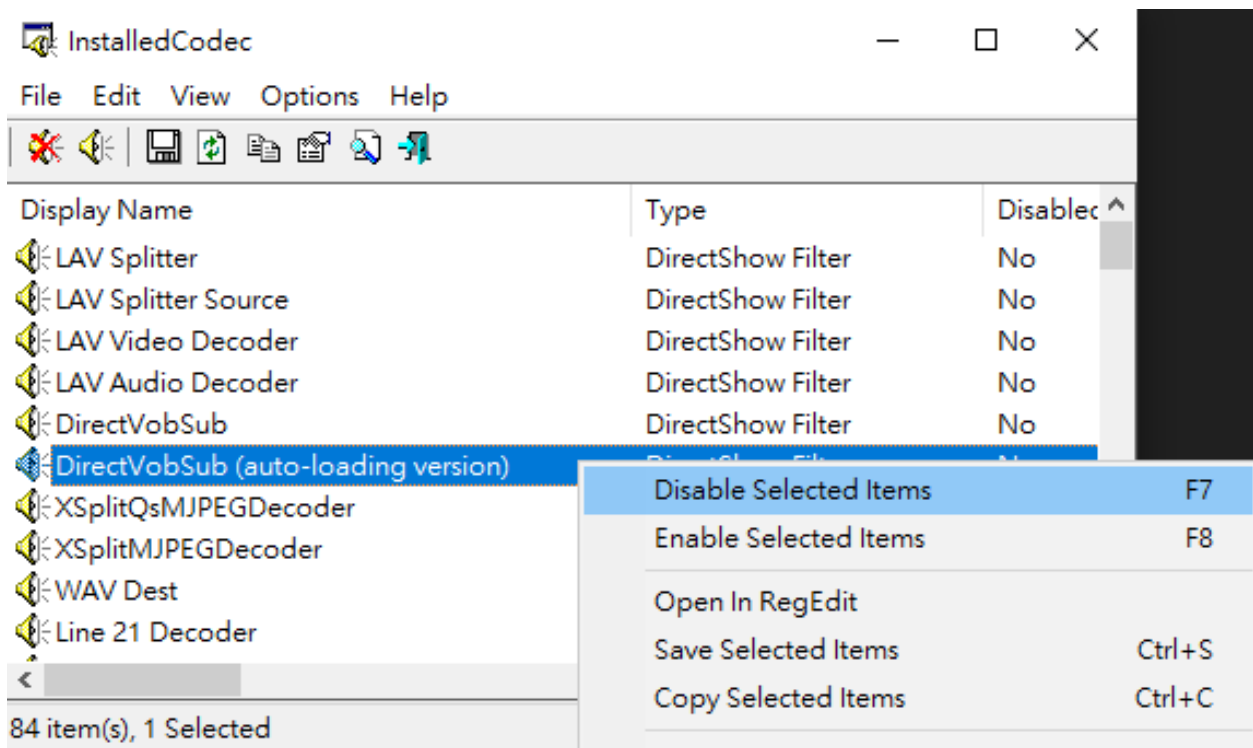 InstalledCodec
File Edit View Options Help
Display Name Type Disabled
LAV Splitter DirectShow Filter No
LAV Splitter Source DirectShow Filter No
LAV Video Decoder DirectShow Filter No
LAV Audio Decoder DirectShow Filter No
DirectVobSub DirectShow Filter No
DirectVobSub (auto-loading version)
XSplitQsMJPEGDecoder
XSplitMJPEGDecoder
WAV Dest
Line 21 Decoder
84 item(s), 1 Selected
Disable Selected Items F7
Enable Selected Items F8
Open In RegEdit
Save Selected Items Ctrl+S
Copy Selected Items Ctrl+C